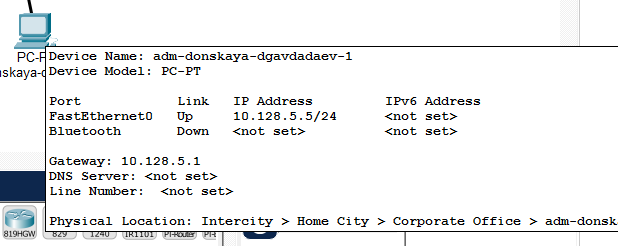 PC-P
nskaya-d
Device Name: adm-donskaya-dgavdadaev-1
Device Model: PC-PT
Port Link IP Address IPv6 Address
FastEthernet0 Up 10.128.5.5/24 <not set>
Bluetooth Down <not set> <not set>
Gateway: 10.128.5.1
DNS Server: <not set>
Line Number: <not set>
Physical Location: Intercity > Home City > Corporate Office > adm-donsk
819HGW 829 1240 IR1101 PT-Router PT-R